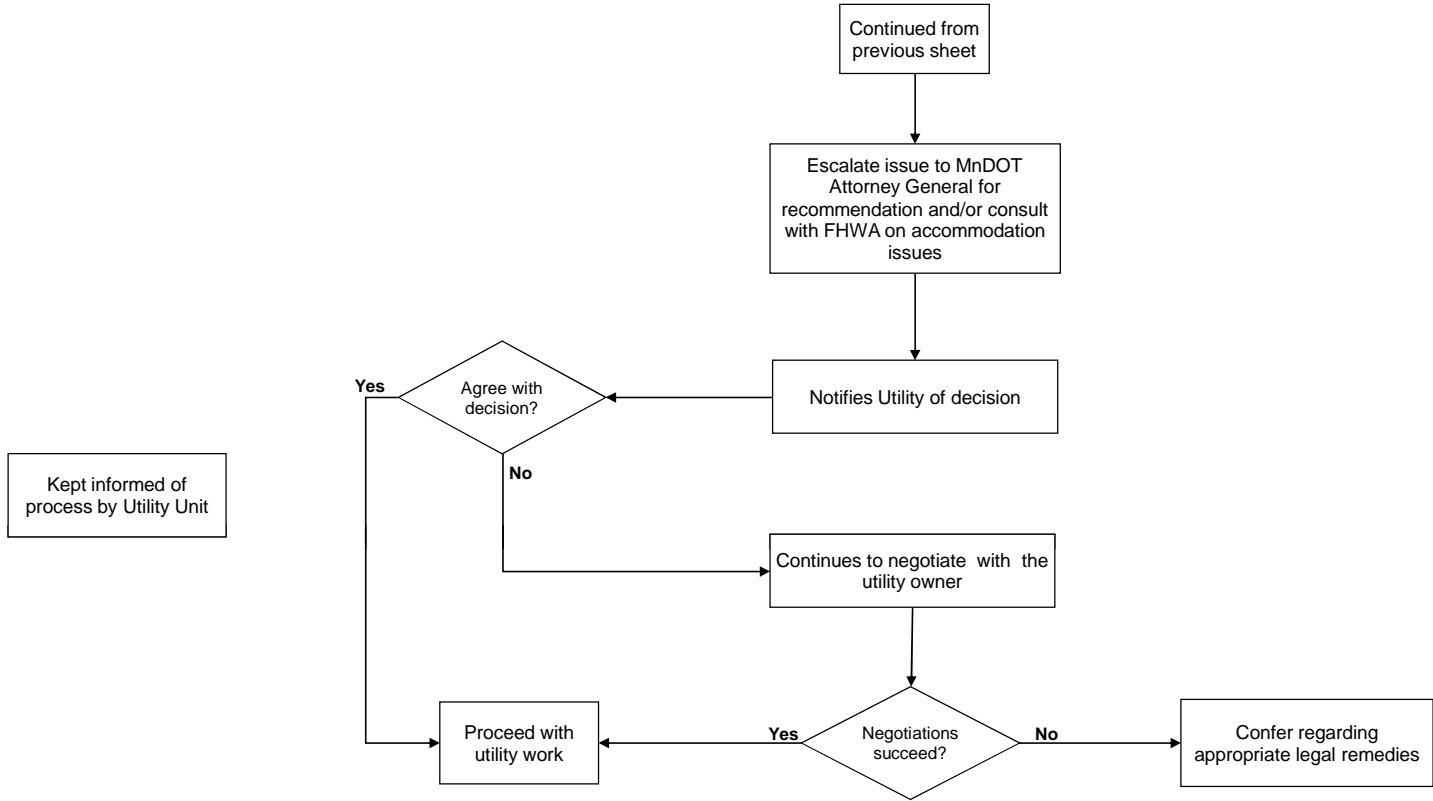 Continued from
previous sheet
Escalate issue to MnDOT
Attorney General for
recommendation and/or consult
with FHWA on accommodation
issues
Notifies Utility of decision
Agree with
decision?
Yes
No
Kept informed of
process by Utility Unit
Continues to negotiate with the
utility owner
Negotiations
succeed?
Yes
No
Proceed with
utility work
Confer regarding
appropriate legal remedies